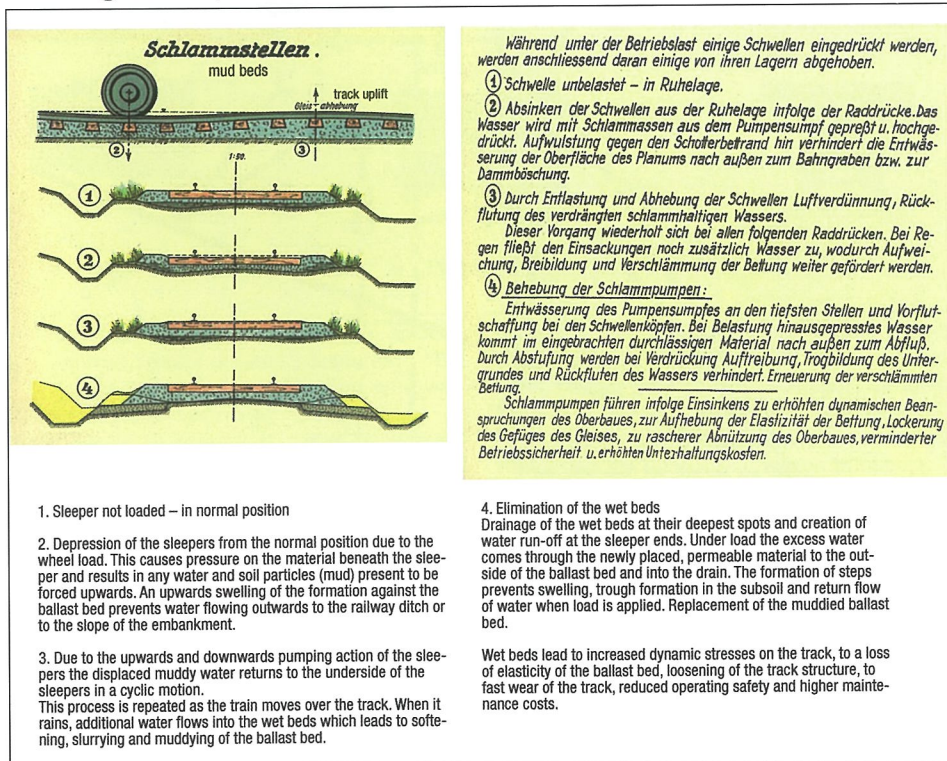 Schlammstellen.
mud beds
track uplift
Gleis-abhebung
2
3
1:50.
1
2
3
4
Während unter der Betriebslast einige Schwellen eingedrückt werden,
werden anschliessend daran einige von ihren Lagern abgehoben.
1 Schwelle unbelastet – in Ruhelage.
2 Absinken der Schwellen aus der Ruhelage infolge der Raddrücke. Das
Wasser wird mit Schlammassen aus dem Pumpensumpf gepreßt u. hochge-
drückt. Aufwulstung gegen den Schotterbettrand hin verhindert die Entwäs-
serung der Oberfläche des Planums nach außen zum Bahngraben bzw. zur
Dammböschung.
3 Durch Entlastung und Abhebung der Schwellen Luftverdünnung, Rück-
flutung des verdrängten schlammhaltigen Wassers.
Dieser Vorgang wiederholt sich bei allen folgenden Raddrücken. Bei Re-
gen fließt den Einsackungen noch zusätzlich Wasser zu, wodurch Aufwei-
chung, Breibildung und Verschlämmung der Bettung weiter gefördert werden.
4 Behebung der Schlammpumpen:
Entwässerung des Pumpensumpfes an den tiefsten Stellen und Vorflut-
schaffung bei den Schwellenköpfen. Bei Belastung hinausgepresstes Wasser
kommt im eingebrachten durchlässigen Material nach außen zum Abfluß.
Durch Abstufung werden bei Verdrückung Auftreibung, Trogbildung des Unter-
grundes und Rückfluten des Wassers verhindert. Erneuerung der verschlämmten
Bettung.
Schlammpumpen führen infolge Einsinkens zu erhöhten dynamischen Bean-
spruchungen des Oberbaues, zur Aufhebung der Elastizität der Bettung, Lockerung
des Gefüges des Gleises, zu rascherer Abnützung des Oberbaues, verminderter
Betriebssicherheit u. erhöhten Unterhaltungskosten.
1. Sleeper not loaded – in normal position
2. Depression of the sleepers from the normal position due to the
wheel load. This causes pressure on the material beneath the slee-
per and results in any water and soil particles (mud) present to be
forced upwards. An upwards swelling of the formation against the
ballast bed prevents water flowing outwards to the railway ditch or
to the slope of the embankment.
3. Due to the upwards and downwards pumping action of the slee-
pers the displaced muddy water returns to the underside of the
sleepers in a cyclic motion.
This process is repeated as the train moves over the track. When it
rains, additional water flows into the wet beds which leads to softe-
ning, slurrying and muddying of the ballast bed.
4. Elimination of the wet beds
Drainage of the wet beds at their deepest spots and creation of
water run-off at the sleeper ends. Under load the excess water
comes through the newly placed, permeable material to the out-
side of the ballast bed and into the drain. The formation of steps
prevents swelling, trough formation in the subsoil and return flow
of water when load is applied. Replacement of the muddied ballast
bed.
Wet beds lead to increased dynamic stresses on the track, to a loss
of elasticity of the ballast bed, loosening of the track structure, to
fast wear of the track, reduced operating safety and higher mainte-
nance costs.